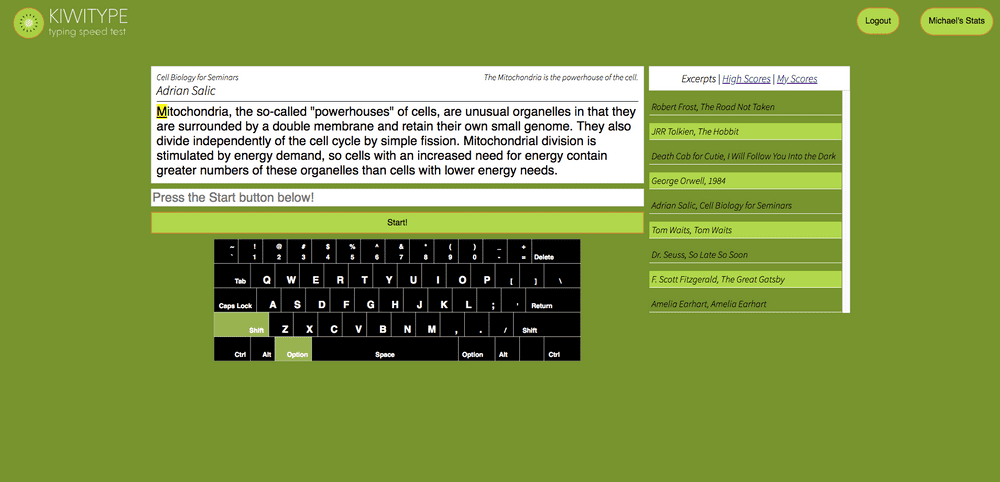 KIWITYPE
typing speed test
Logout
Michael's Stats
Cell Biology for Seminars
The Mitochondria is the powerhouse of the cell.
Adrian Salic
Mitochondria, the so-called "powerhouses" of cells, are unusual organelles in that they
are surrounded by a double membrane and retain their own small genome. They also
divide independently of the cell cycle by simple fission. Mitochondrial division is
stimulated by energy demand, so cells with an increased need for energy contain
greater numbers of these organelles than cells with lower energy needs.
Press the Start button below!
Start!
~ ! @ # $ % ^ & * ( ) _ +
` 1 2 3 4 5 6 7 8 9 0 - = Delete
Tab Q W E R T Y U I O P [ ] \
Caps Lock A S D F G H J K L ; ' Return
Shift Z X C V B N M , . / Shift
Ctrl Alt Option Space Option Alt Ctrl
Excerpts | High Scores | My Scores
Robert Frost, The Road Not Taken
JRR Tolkien, The Hobbit
Death Cab for Cutie, I Will Follow You Into the Dark
George Orwell, 1984
Adrian Salic, Cell Biology for Seminars
Tom Waits, Tom Waits
Dr. Seuss, So Late So Soon
F. Scott Fitzgerald, The Great Gatsby
Amelia Earhart, Amelia Earhart